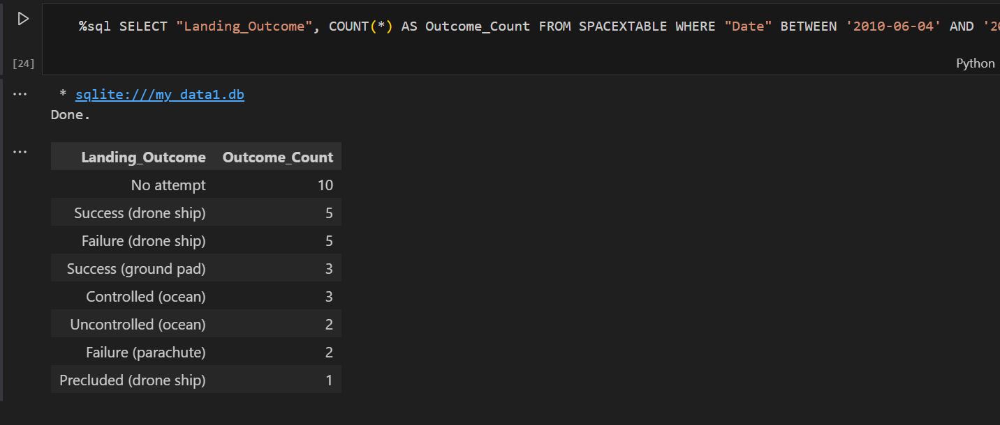 %sql SELECT "Landing_Outcome", COUNT(*) AS Outcome_Count FROM SPACEXTABLE WHERE "Date" BETWEEN '2010-06-04' AND '20
[24]
Python
* sqlite:///my_data1.db
Done.
Landing_Outcome Outcome_Count
No attempt 10
Success (drone ship) 5
Failure (drone ship) 5
Success (ground pad) 3
Controlled (ocean) 3
Uncontrolled (ocean) 2
Failure (parachute) 2
Precluded (drone ship) 1